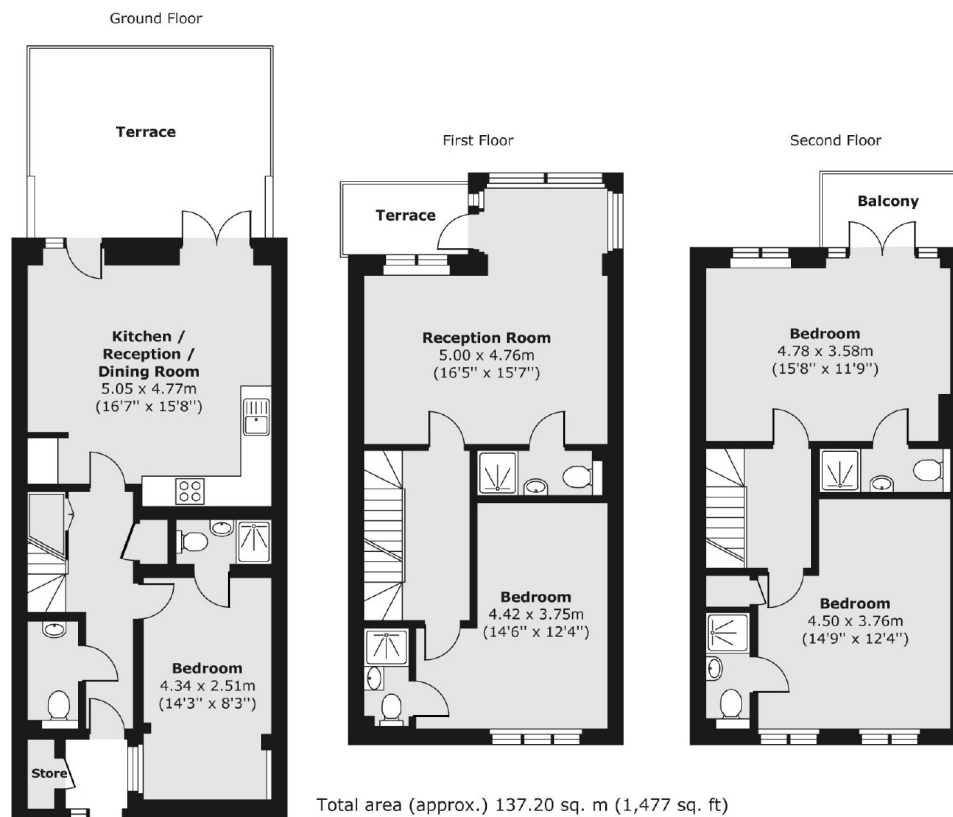 Ground Floor
Terrace
Kitchen /
Reception /
Dining Room
5.05 x 4.77m
(16'7'' x 15'8'')
Bedroom
4.34 x 2.51m
(14'3'' x 8'3'')
Store
First Floor
Terrace
Reception Room
5.00 x 4.76m
(16'5'' x 15'7'')
Bedroom
4.42 x 3.75m
(14'6'' x 12'4'')
Second Floor
Balcony
Bedroom
4.78 x 3.58m
(15'8'' x 11'9'')
Bedroom
4.50 x 3.76m
(14'9'' x 12'4'')
Total area (approx.) 137.20 sq. m (1,477 sq. ft)